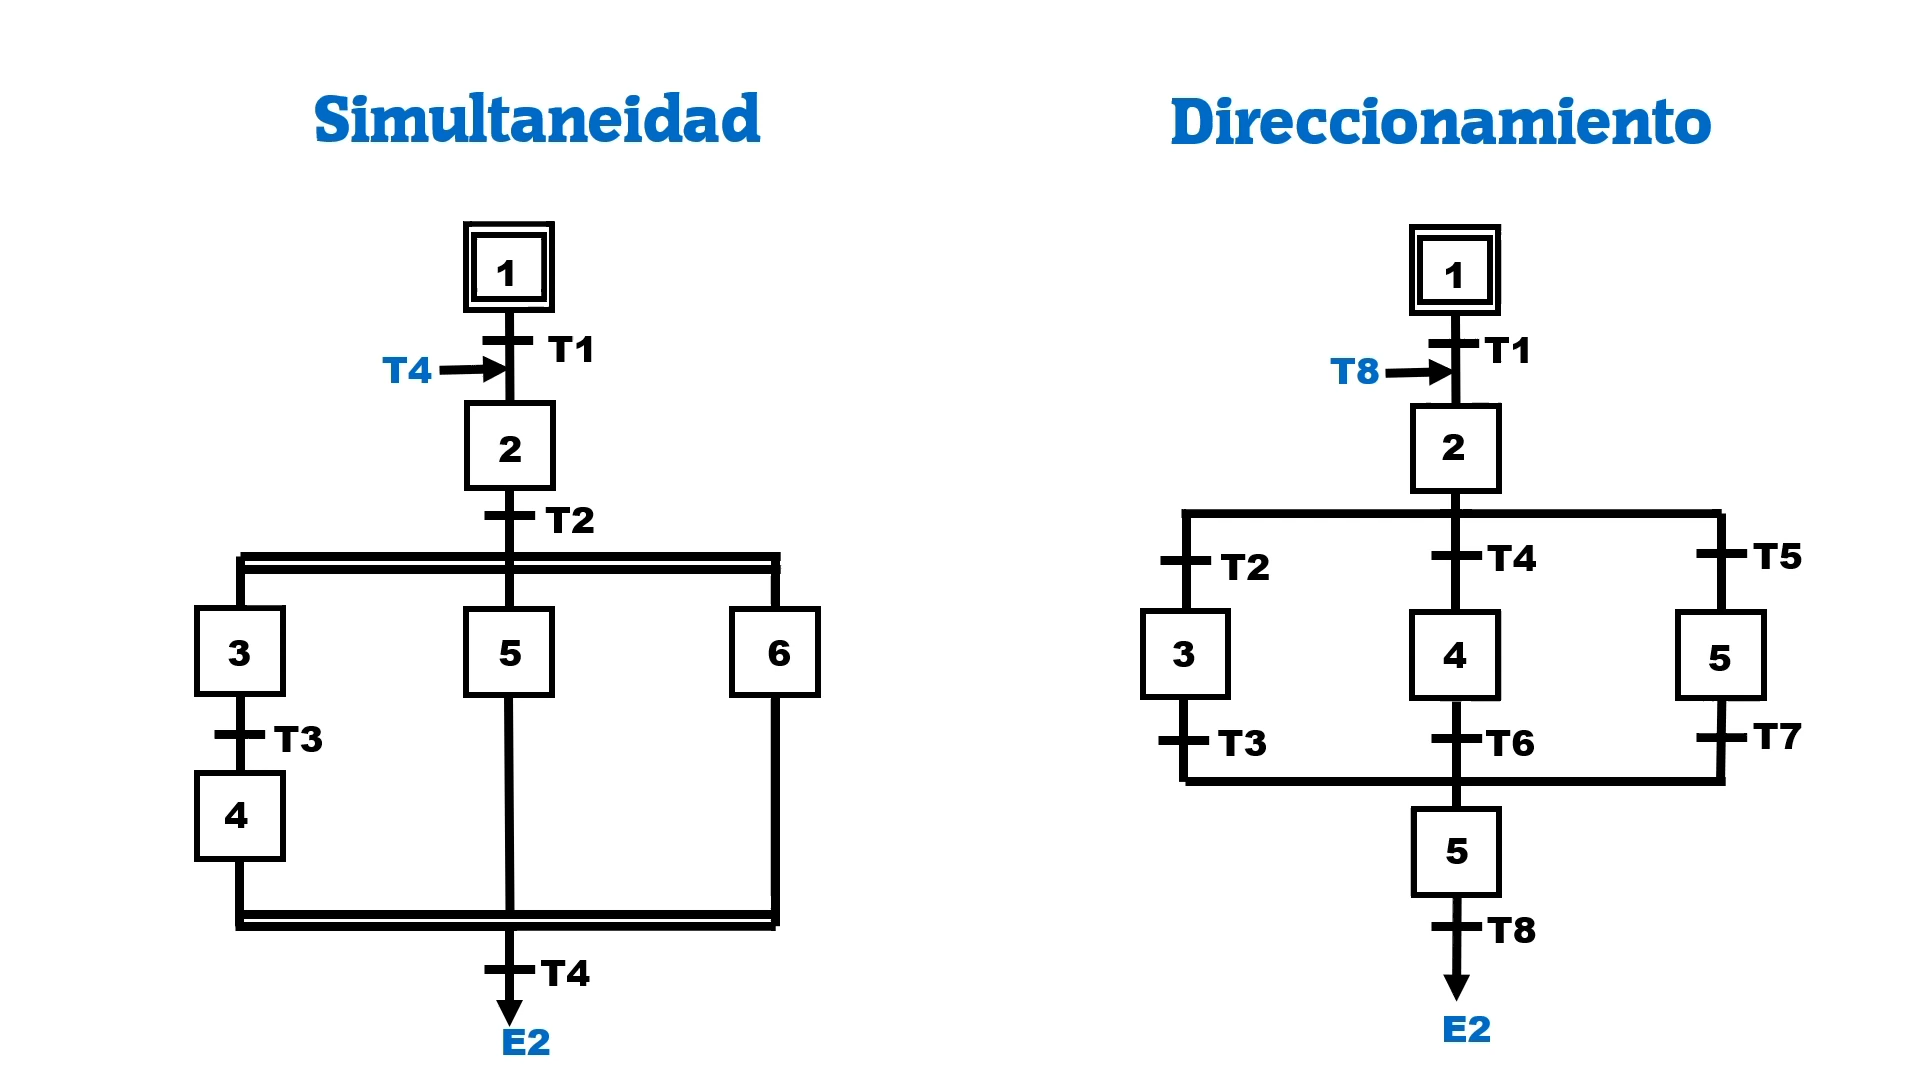 Simultaneidad
1
T1
T4
2
T2
3
5
6
T3
4
T4
E2
Direccionamiento
1
T1
T8
2
T2
T4
T5
3
4
5
T3
T6
T7
5
T8
E2